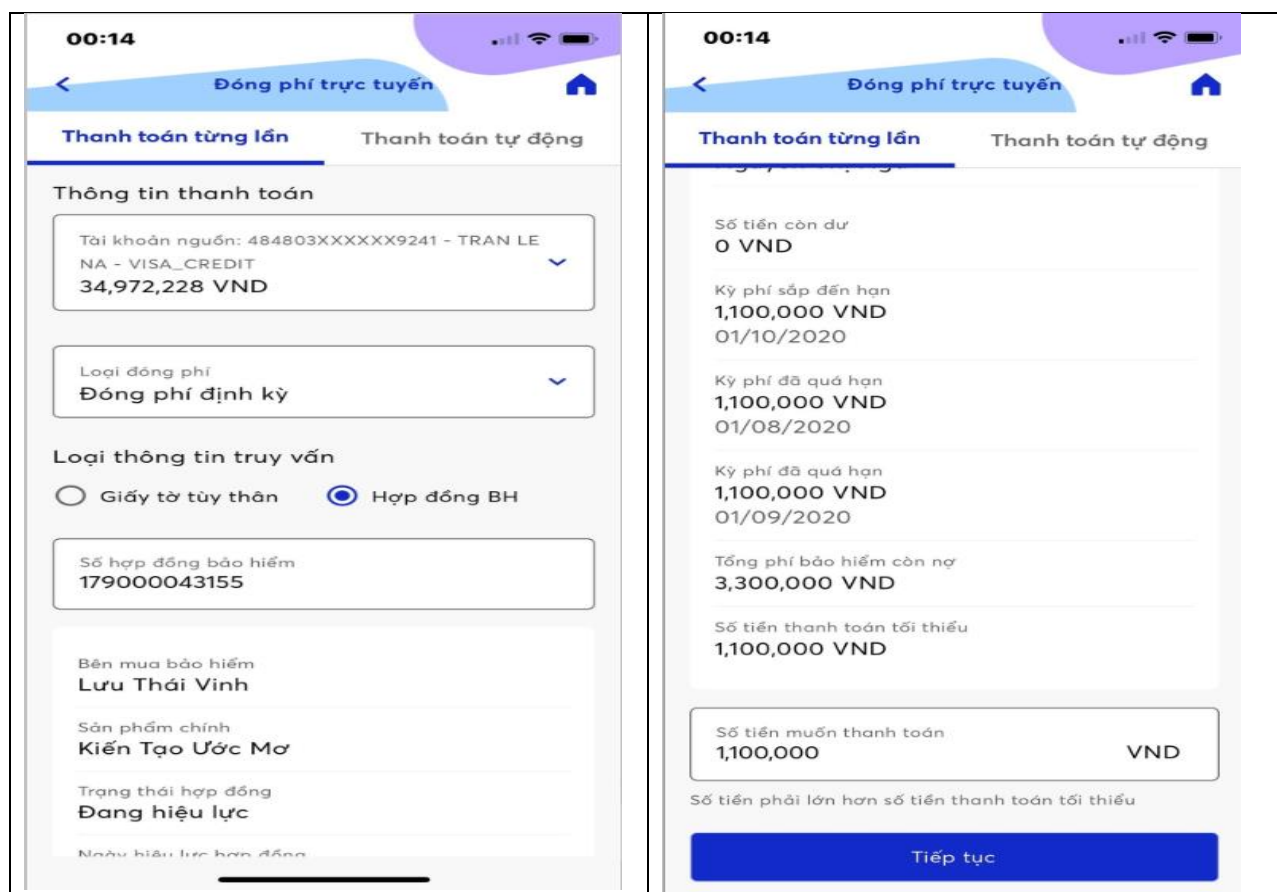 00:14
Đóng phí trực tuyến
Thanh toán từng lần
Thanh toán tự động
Thông tin thanh toán
Tài khoản nguồn: 484803XXXXXX9241 - TRAN LE
NA - VISA_CREDIT
34,972,228 VND
Loại đóng phí
Đóng phí định kỳ
Loại thông tin truy vấn
Giấy tờ tùy thân
Hợp đồng BH
Số hợp đồng bảo hiểm
179000043155
Bên mua bảo hiểm
Lưu Thái Vinh
Sản phẩm chính
Kiến Tạo Ước Mơ
Trạng thái hợp đồng
Đang hiệu lực
Ngày hiệu lực hợp đồng
00:14
Đóng phí trực tuyến
Thanh toán từng lần
Thanh toán tự động
Số tiền còn dư
0 VND
Kỳ phí sắp đến hạn
1,100,000 VND
01/10/2020
Kỳ phí đã quá hạn
1,100,000 VND
01/08/2020
Kỳ phí đã quá hạn
1,100,000 VND
01/09/2020
Tổng phí bảo hiểm còn nợ
3,300,000 VND
Số tiền thanh toán tối thiểu
1,100,000 VND
Số tiền muốn thanh toán
1,100,000 VND
Số tiền phải lớn hơn số tiền thanh toán tối thiểu
Tiếp tục